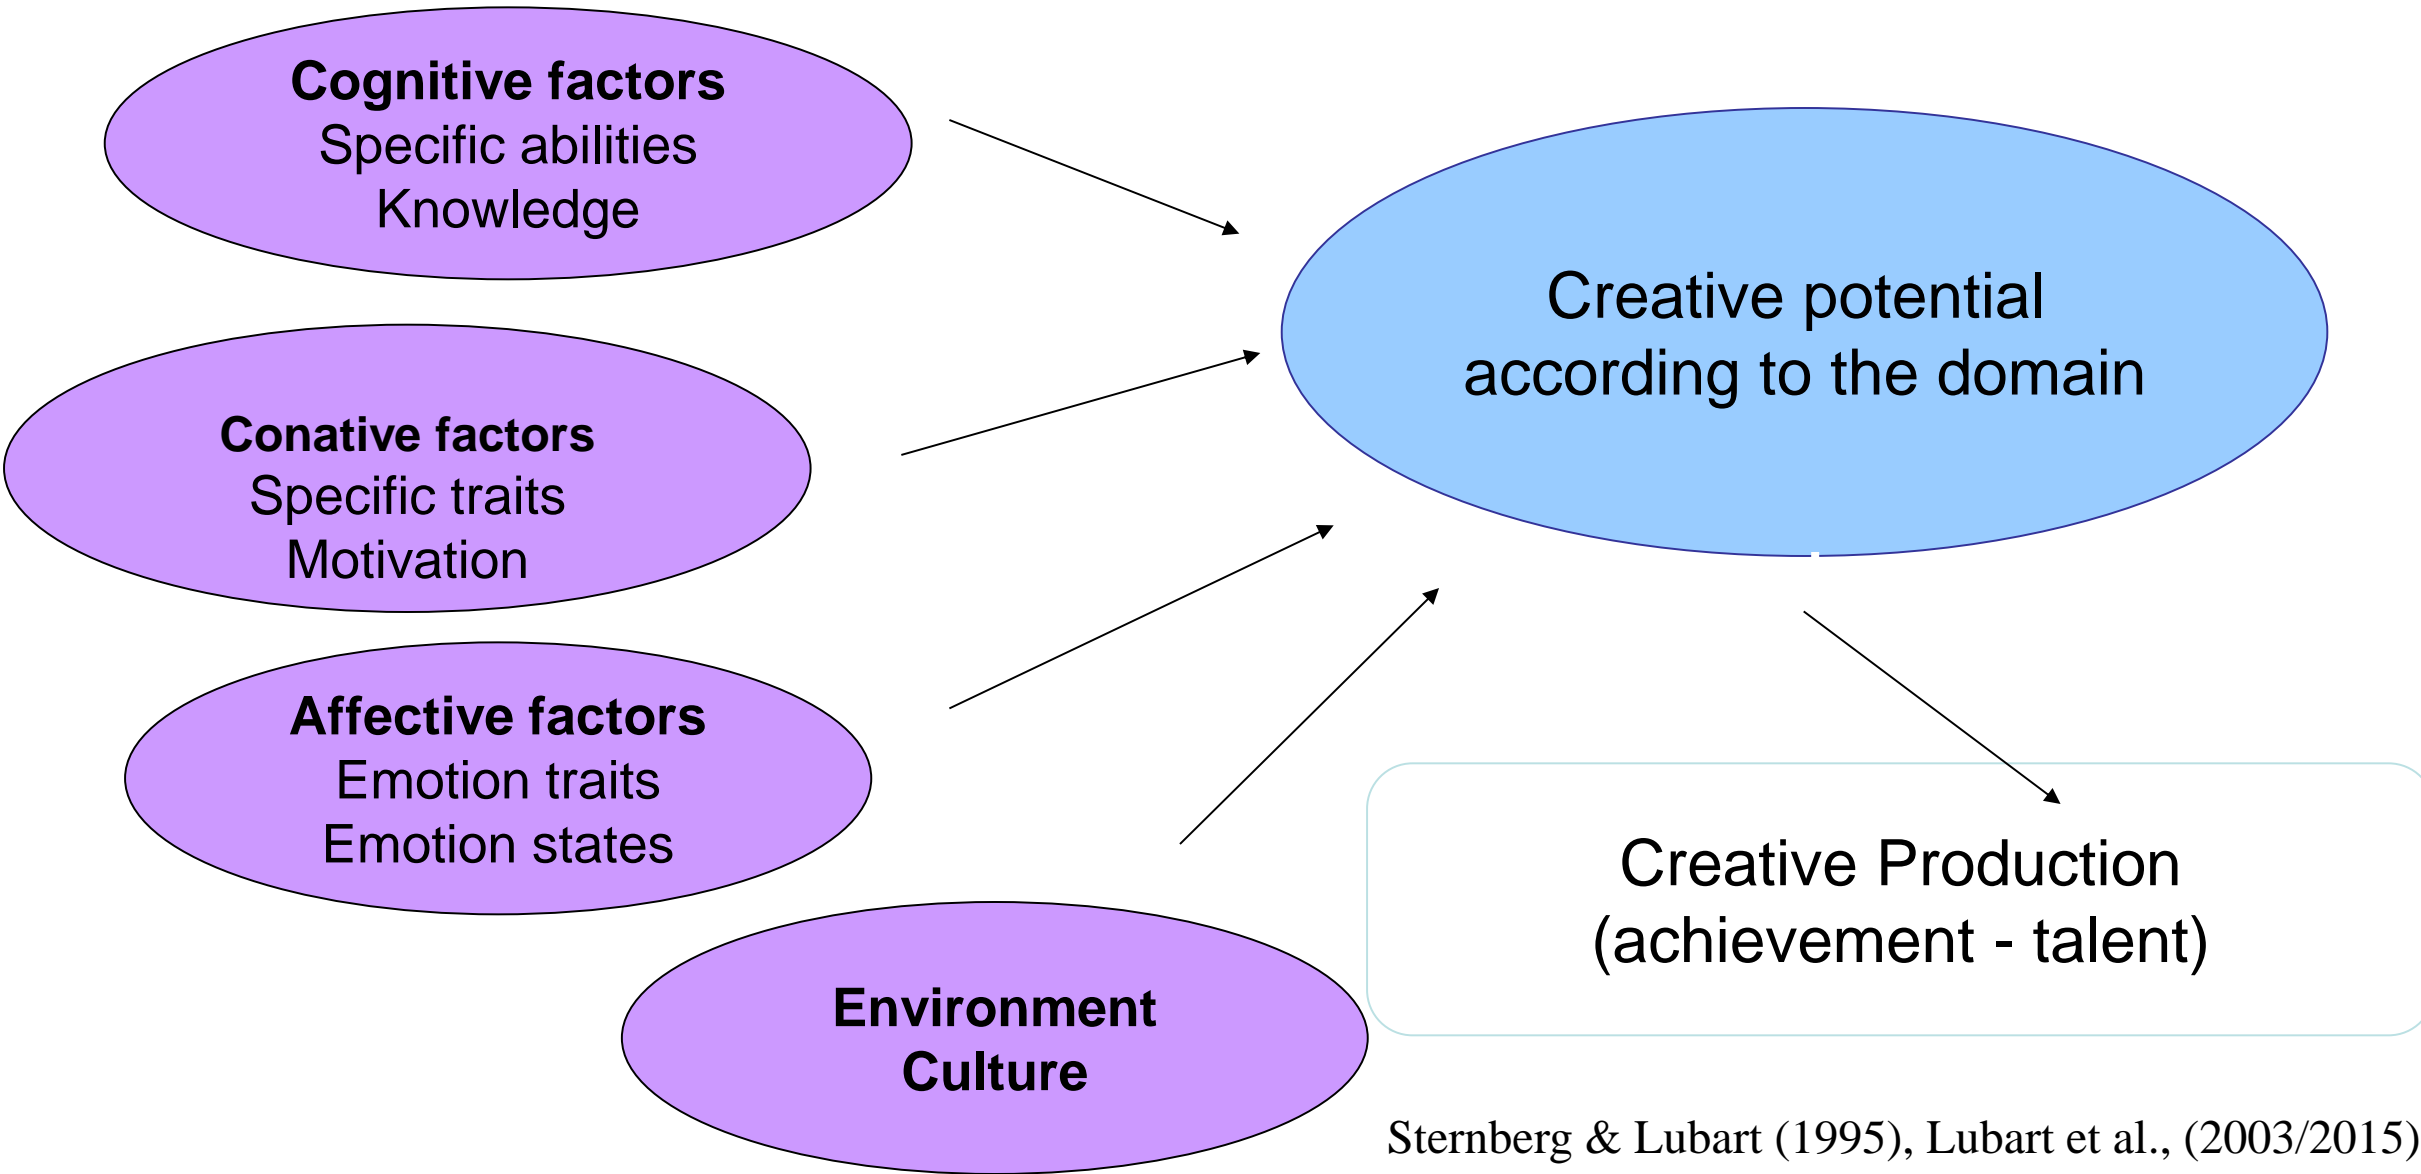 Cognitive factors
Specific abilities
Knowledge
Conative factors
Specific traits
Motivation
Affective factors
Emotion traits
Emotion states
Environment
Culture
Creative potential
according to the domain
Creative Production
(achievement - talent)
Sternberg & Lubart (1995), Lubart et al., (2003/2015)